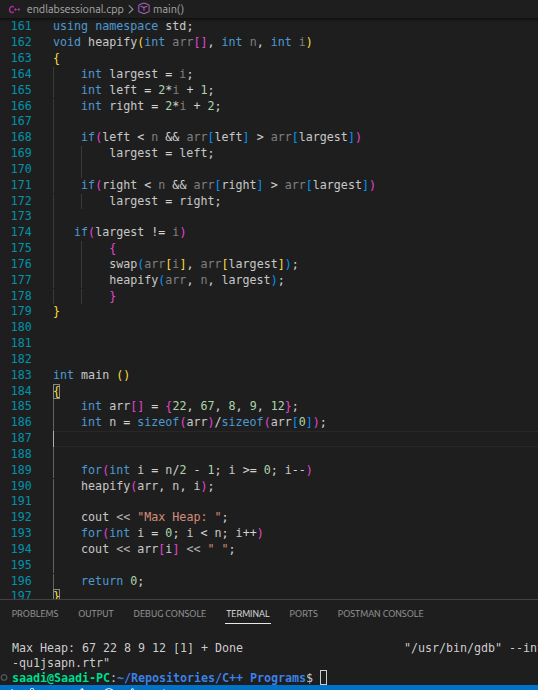 endlabsessional.cpp > main()
161 using namespace std;
162 void heapify(int arr[], int n, int i)
163 {
164 int largest = i;
165 int left = 2*i + 1;
166 int right = 2*i + 2;
167
168 if(left < n && arr[left] > arr[largest])
169 largest = left;
170
171 if(right < n && arr[right] > arr[largest])
172 largest = right;
173
174 if(largest != i)
175 {
176 swap(arr[i], arr[largest]);
177 heapify(arr, n, largest);
178 }
179 }
180
181
182
183 int main ()
184 {
185 int arr[] = {22, 67, 8, 9, 12};
186 int n = sizeof(arr)/sizeof(arr[0]);
187
188
189 for(int i = n/2 - 1; i >= 0; i--)
190 heapify(arr, n, i);
191
192 cout << "Max Heap: ";
193 for(int i = 0; i < n; i++)
194 cout << arr[i] << " ";
195
196 return 0;
197 }
PROBLEMS OUTPUT DEBUG CONSOLE TERMINAL PORTS POSTMAN CONSOLE
Max Heap: 67 22 8 9 12 [1] + Done "/usr/bin/gdb" --in
-qu1jsapn.rtr"
saadi@Saadi-PC:~/Repositories/C++ Programs$